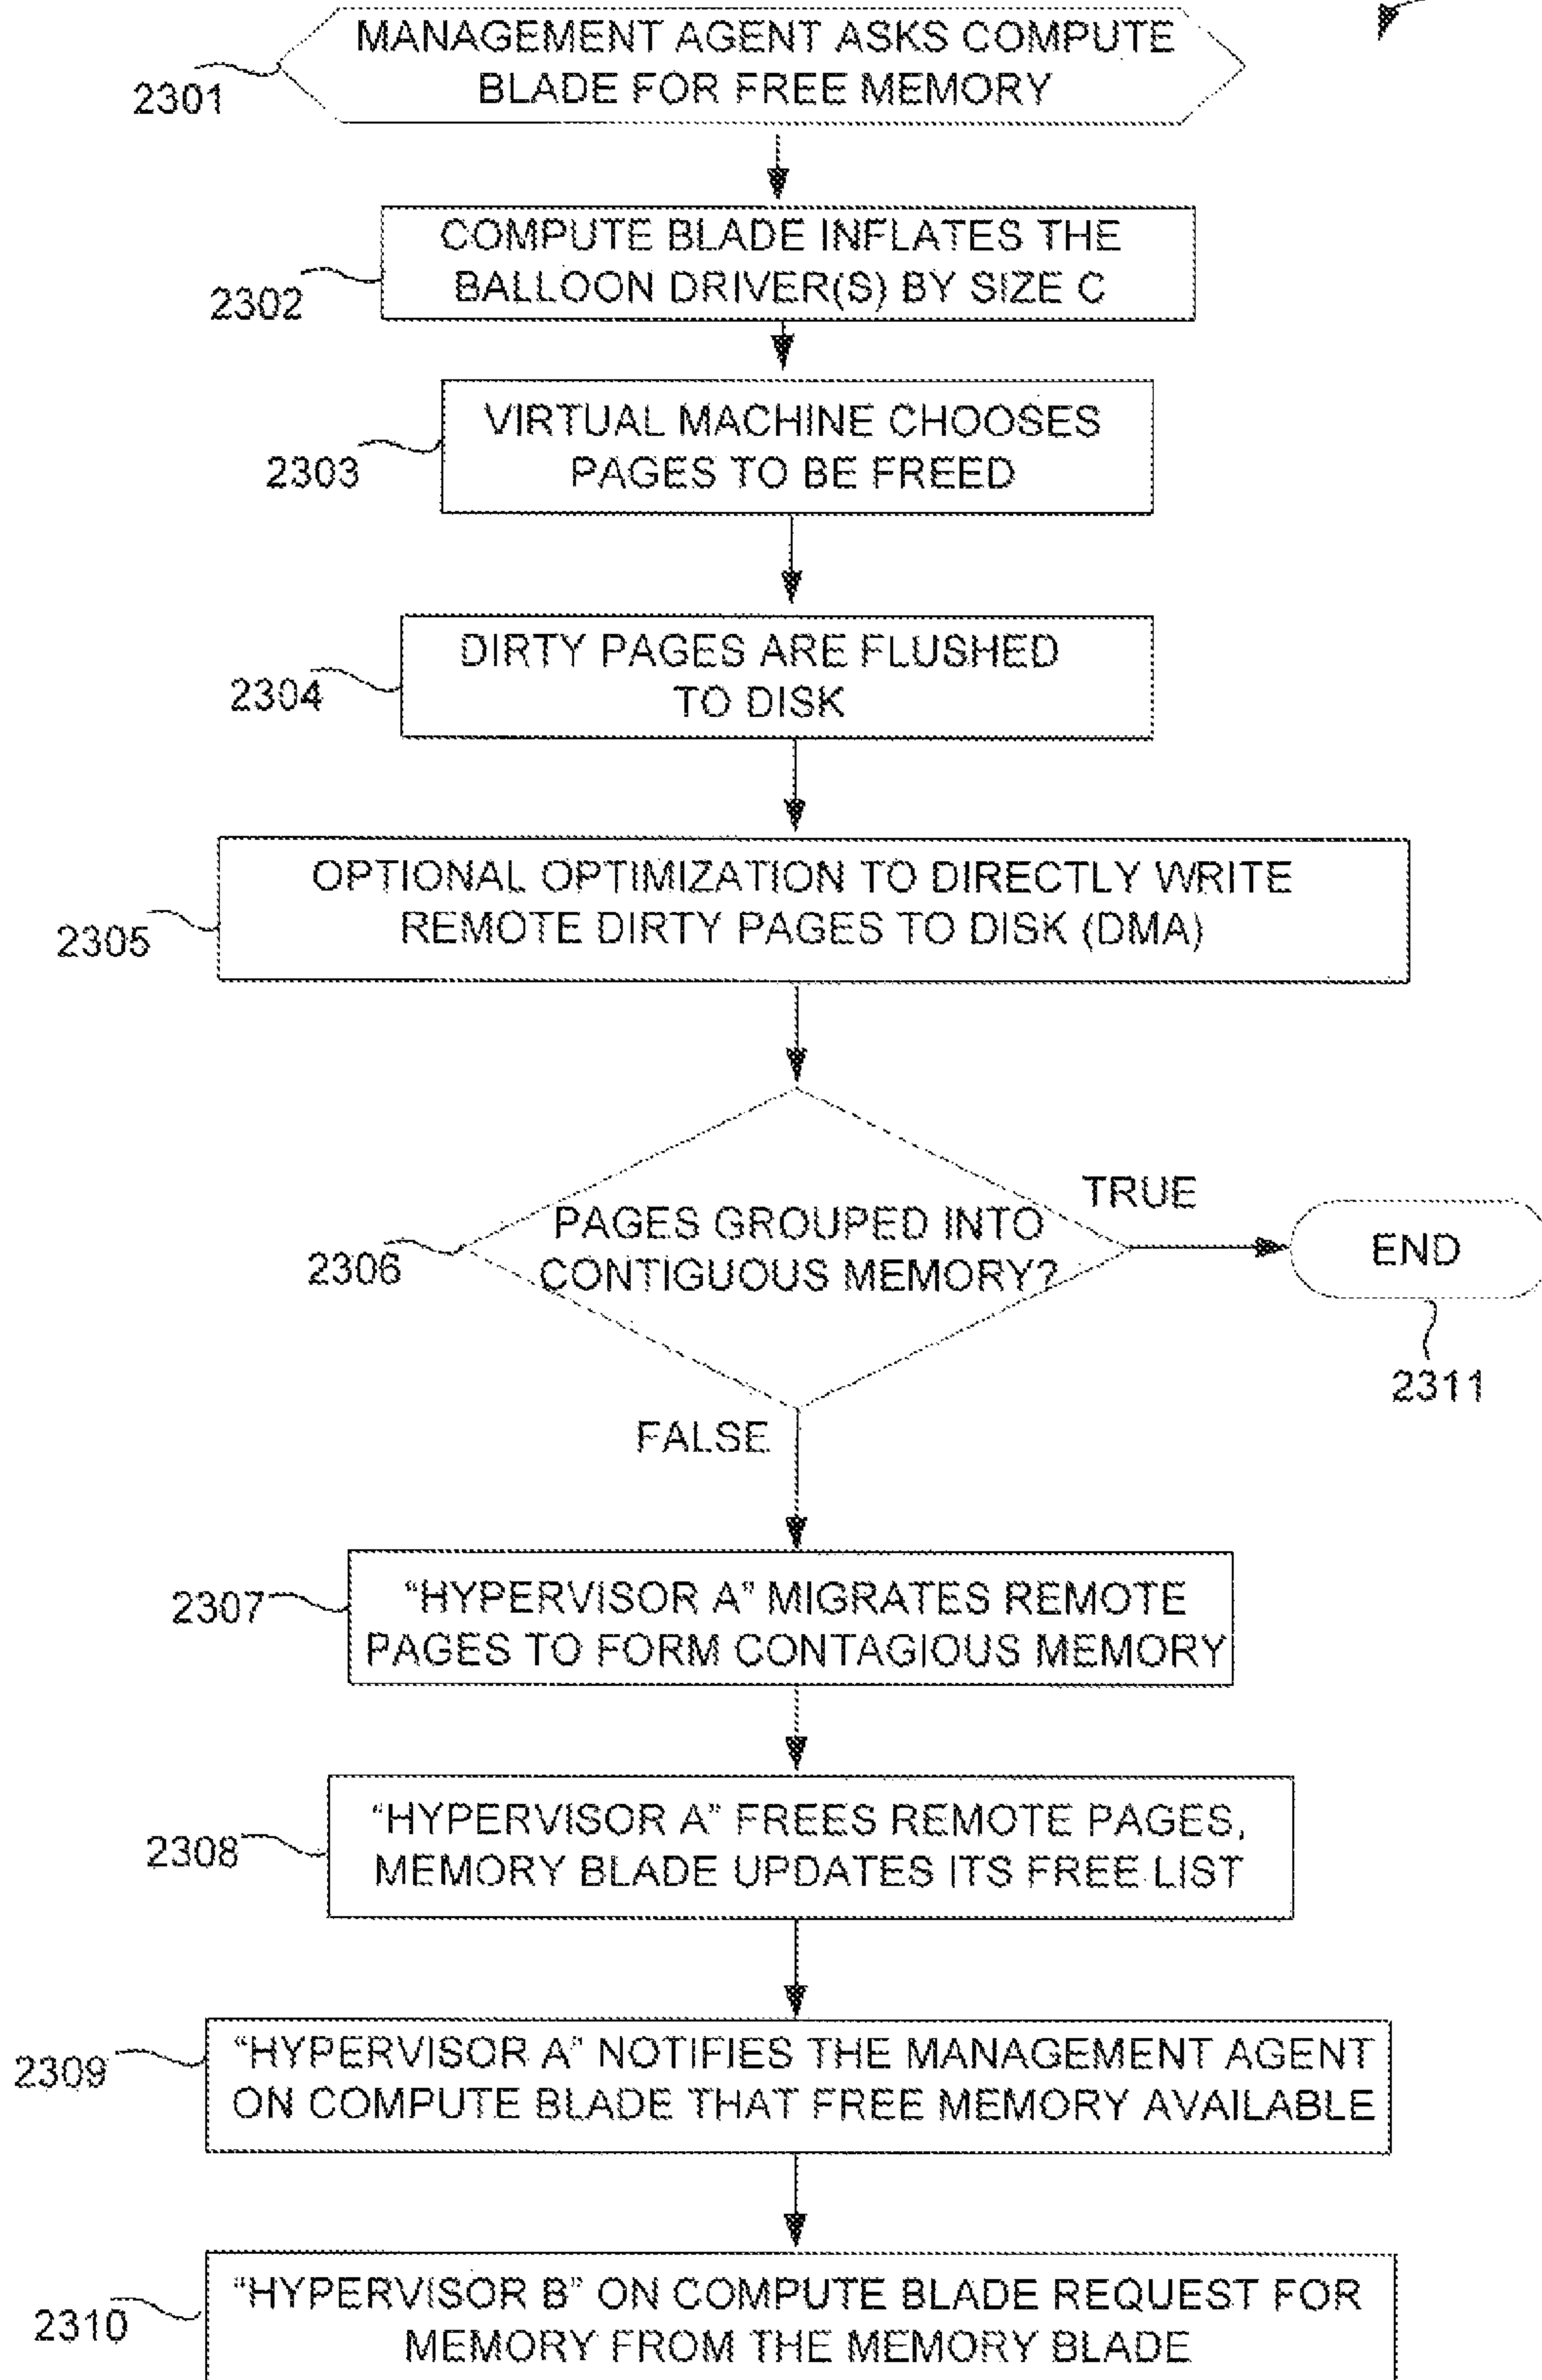 MANAGEMENT AGENT ASKS COMPUTE
BLADE FOR FREE MEMORY
2301
COMPUTE BLADE INFLATES THE
BALLOON DRIVER(S) BY SIZE C
2302
VIRTUAL MACHINE CHOOSES
PAGES TO BE FREED
2303
DIRTY PAGES ARE FLUSHED
TO DISK
2304
OPTIONAL OPTIMIZATION TO DIRECTLY WRITE
REMOTE DIRTY PAGES TO DISK (DMA)
2305
PAGES GROUPED INTO
CONTIGUOUS MEMORY?
2306
TRUE
END
2311
FALSE
"HYPERVISOR A" MIGRATES REMOTE
PAGES TO FORM CONTAGIOUS MEMORY
2307
"HYPERVISOR A" FREES REMOTE PAGES,
MEMORY BLADE UPDATES ITS FREE LIST
2308
"HYPERVISOR A" NOTIFIES THE MANAGEMENT AGENT
ON COMPUTE BLADE THAT FREE MEMORY AVAILABLE
2309
"HYPERVISOR B" ON COMPUTE BLADE REQUEST FOR
MEMORY FROM THE MEMORY BLADE
2310